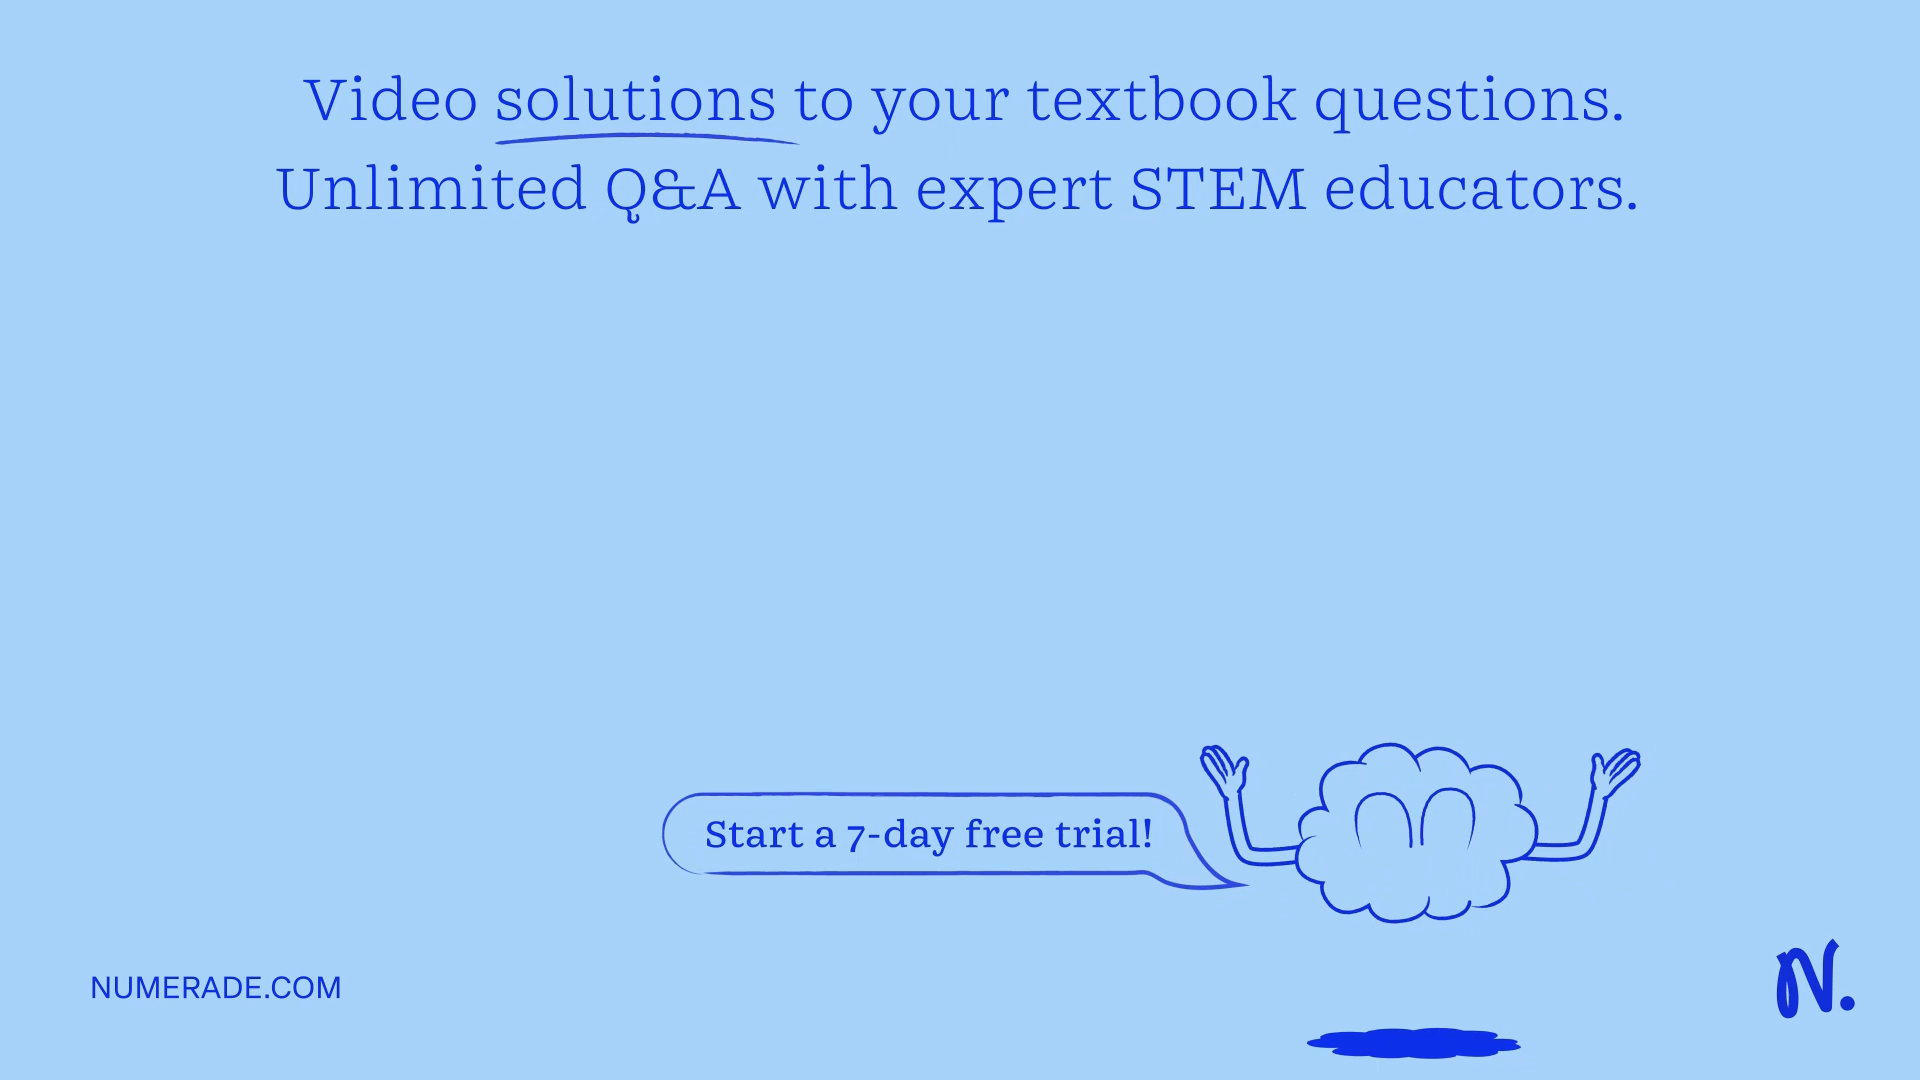 Video solutions to your textbook questions.
Unlimited Q&A with expert STEM educators.
Start a 7-day free trial!
NUMERADE.COM
N.